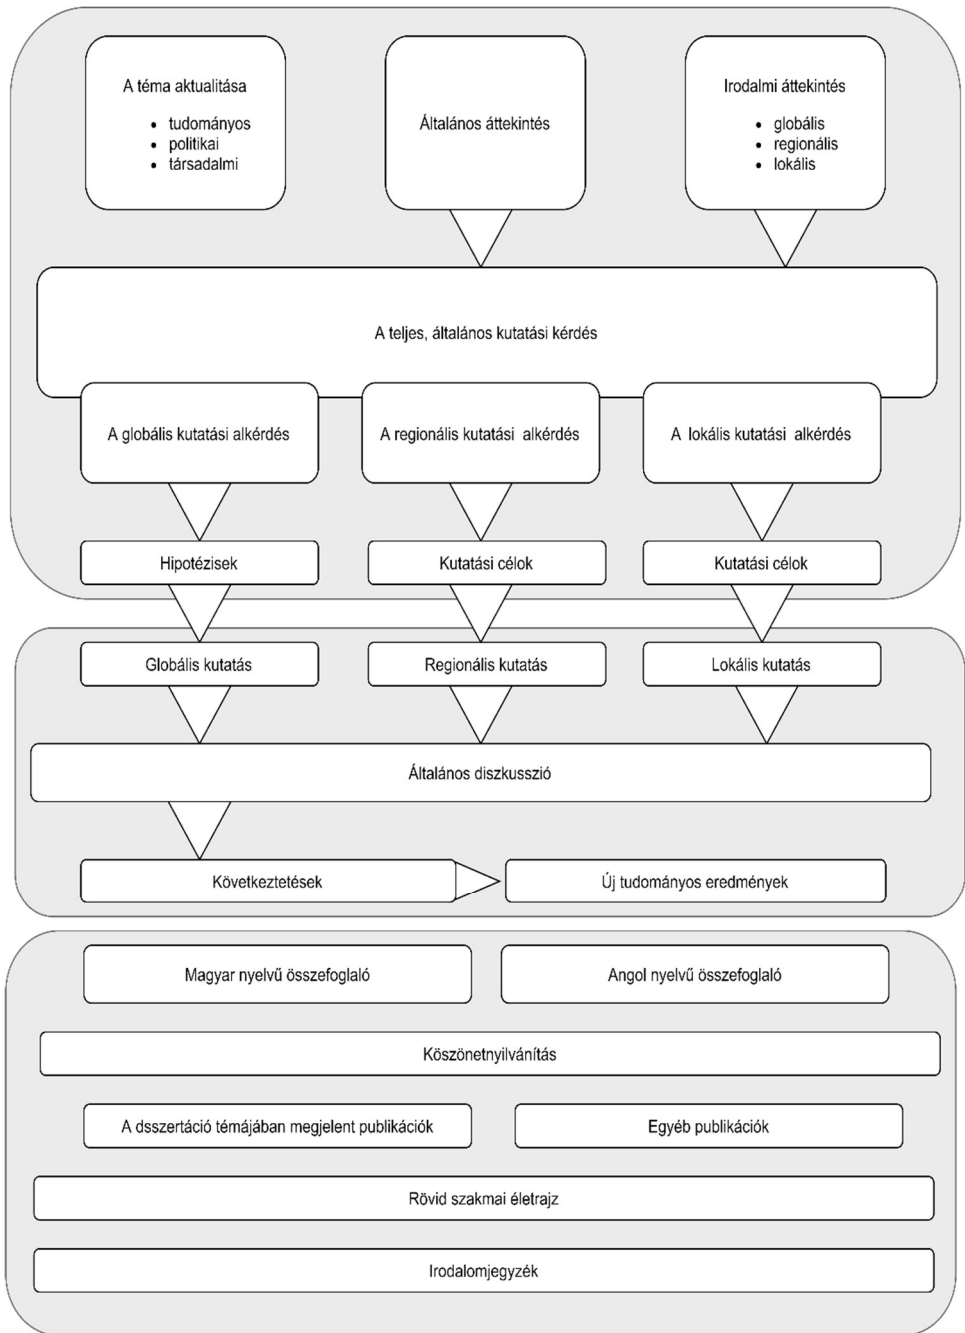 A téma aktualitása
• tudományos
• politikai
• társadalmi
Általános áttekintés
Irodalmi áttekintés
• globális
• regionális
• lokális
A teljes, általános kutatási kérdés
A globális kutatási alkérdés
A regionális kutatási alkérdés
A lokális kutatási alkérdés
Hipotézisek
Kutatási célok
Kutatási célok
Globális kutatás
Regionális kutatás
Lokális kutatás
Általános diszkusszió
Következtetések
Új tudományos eredmények
Magyar nyelvű összefoglaló
Angol nyelvű összefoglaló
Köszönetnyilvánítás
A dsszertáció témájában megjelent publikációk
Egyéb publikációk
Rövid szakmai életrajz
Irodalomjegyzék